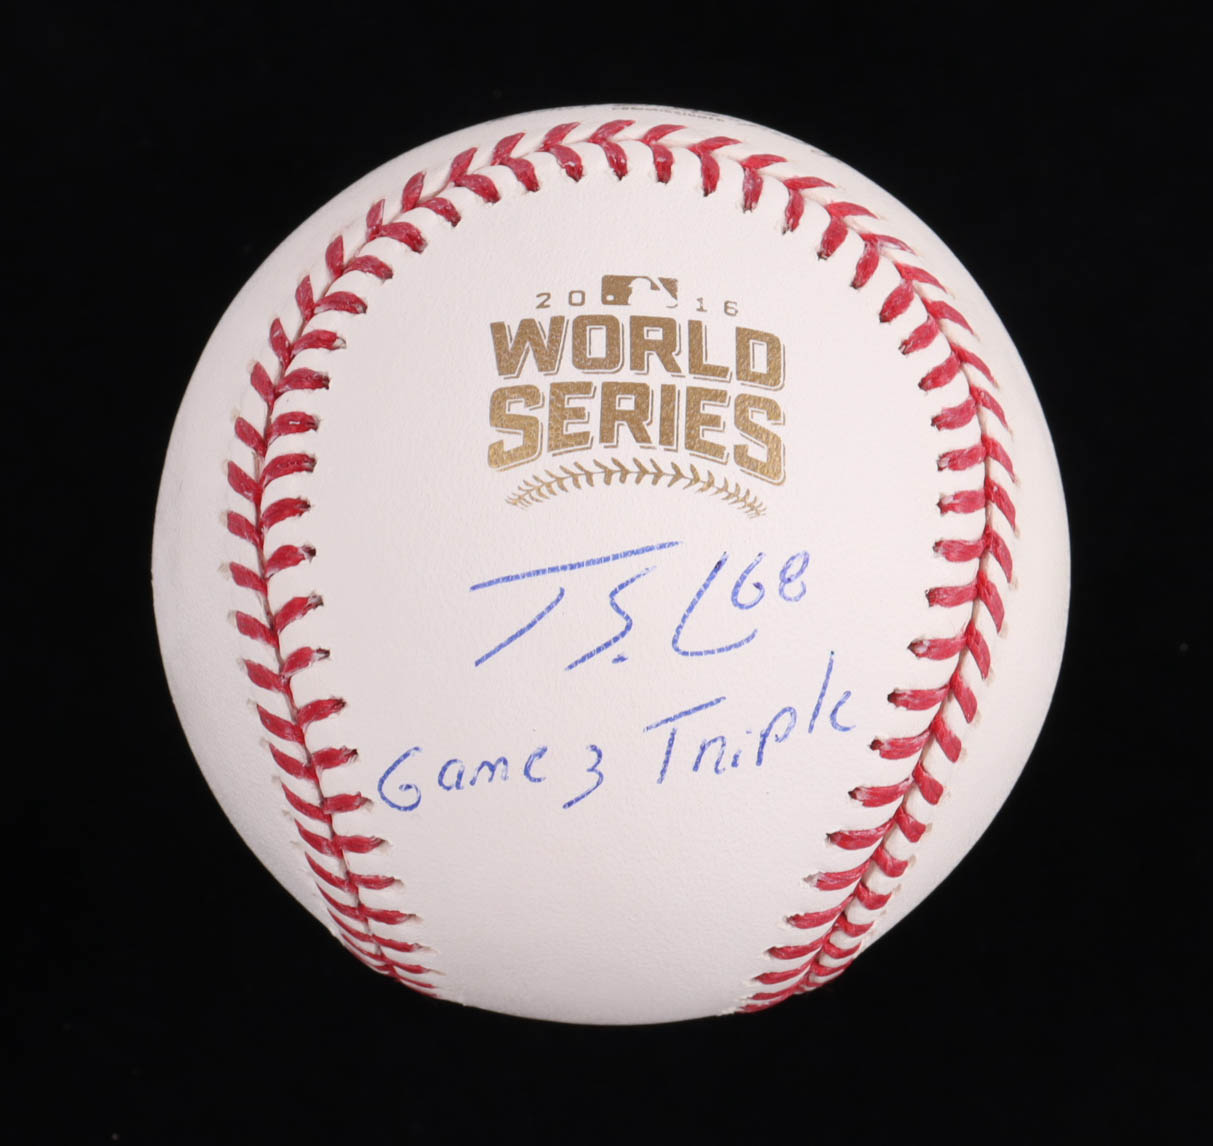 2016
WORLD
SERIES
68
Game 3 Triple